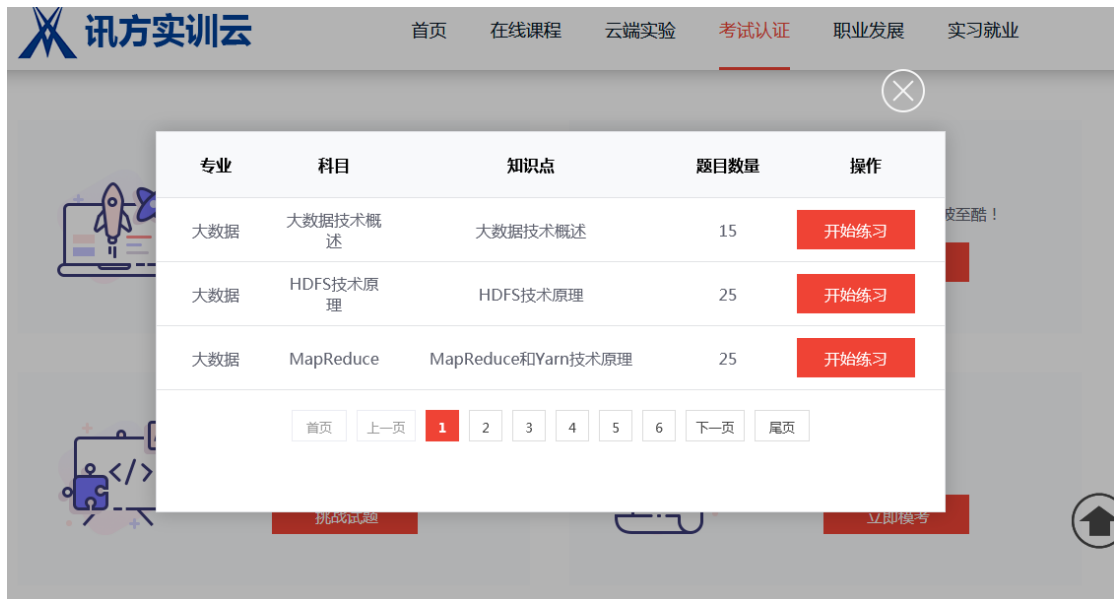 讯方实训云
首页 在线课程 云端实验 考试认证 职业发展 实习就业
专业 科目 知识点 题目数量 操作
大数据 大数据技术概述 大数据技术概述 15 开始练习
至酷！
大数据 HDFS技术原理 HDFS技术原理 25 开始练习
大数据 MapReduce MapReduce和Yarn技术原理 25 开始练习
首页 上一页 1 2 3 4 5 6 下一页 尾页
挑战试题 立即模考